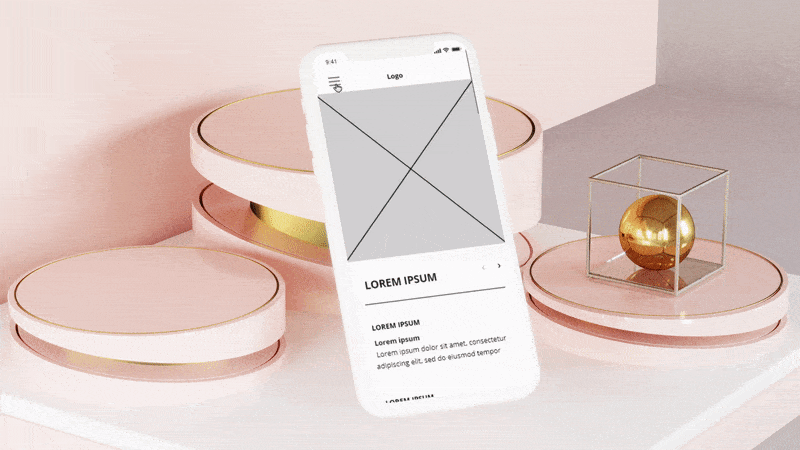 9:41
Logo
LOREM IPSUM
LOREM IPSUM
Lorem ipsum
Lorem ipsum dolor sit amet, consectetur
adipiscing elit, sed do eiusmod tempor
LOREM IPSUM